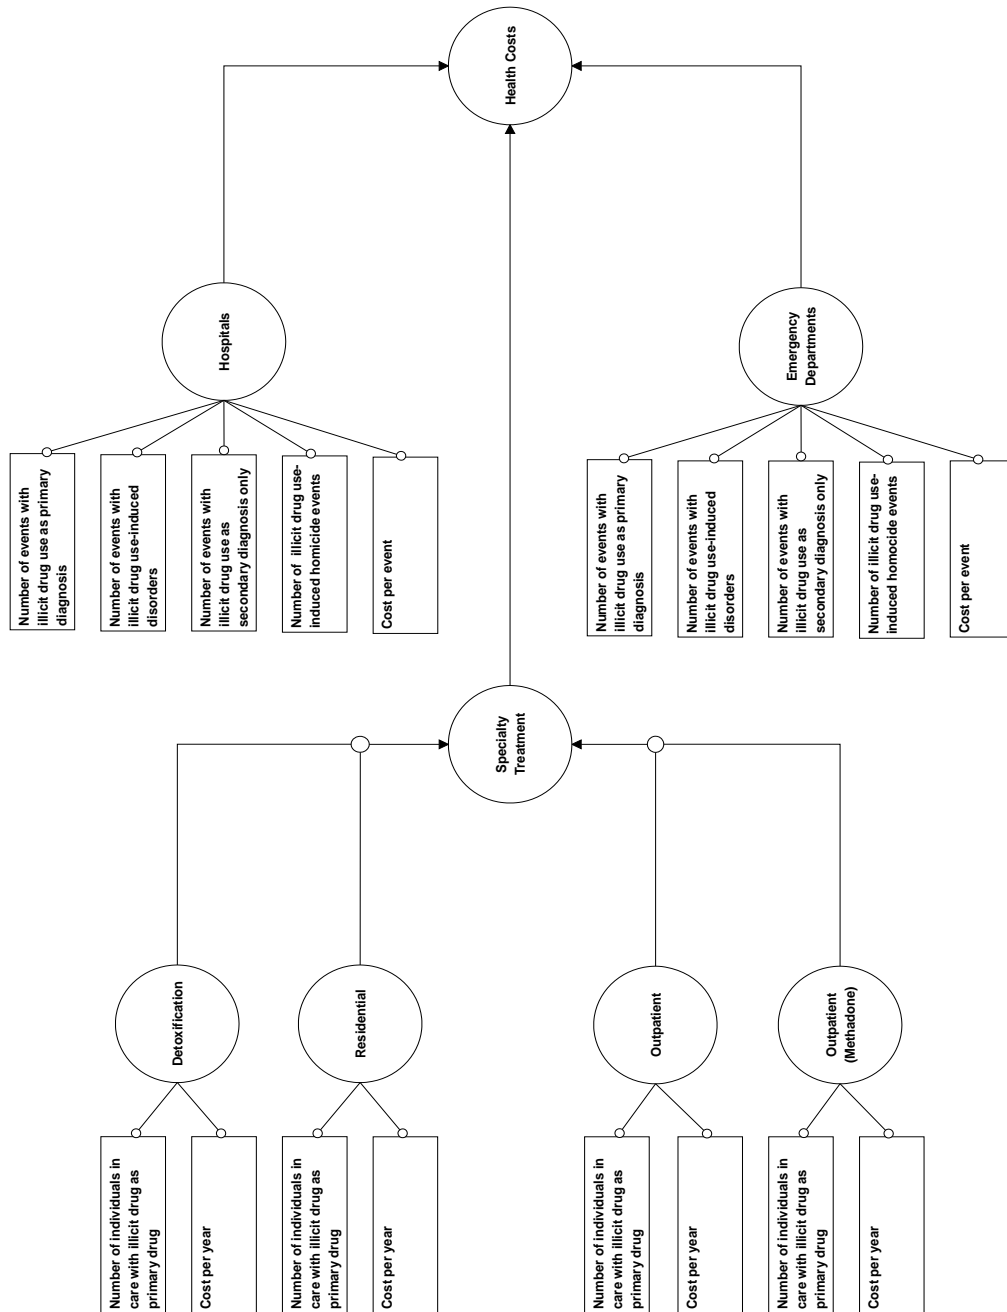 Health Costs
Hospitals
Number of events with
illicit drug use as primary
diagnosis
Number of events with
illicit drug use-induced
disorders
Number of events with
illicit drug use as
secondary diagnosis only
Number of  illicit drug use-
induced homicide events
Cost per event
Emergency
Departments
Number of events with
illicit drug use as primary
diagnosis
Number of events with
illicit drug use-induced
disorders
Number of events with
illicit drug use as
secondary diagnosis only
Number of illicit drug use-
induced homocide events
Cost per event
Specialty
Treatment
Detoxification
Number of individuals in
care with illicit drug as
primary drug
Cost per year
Residential
Number of individuals in
care with illicit drug as
primary drug
Cost per year
Outpatient
Number of individuals in
care with illicit drug as
primary drug
Cost per year
Outpatient
(Methadone)
Number of individuals in
care with illicit drug as
primary drug
Cost per year